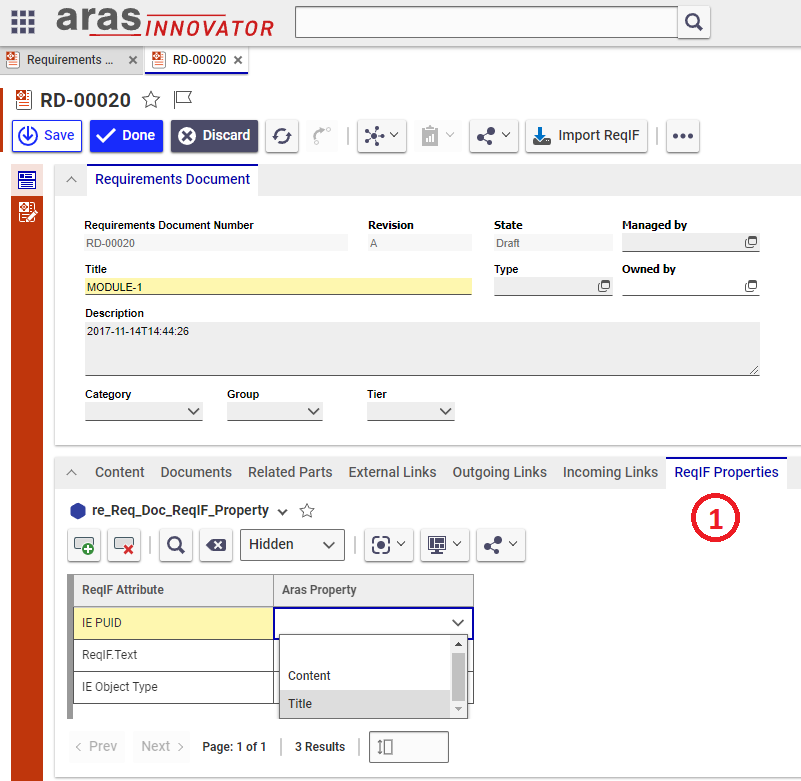 aras INNOVATOR
Requirements ... RD-00020
RD-00020
Save Done Discard Import ReqIF
Requirements Document
Requirements Document Number Revision State Managed by
RD-00020 A Draft
Title Type Owned by
MODULE-1
Description
2017-11-14T14:44:26
Category Group Tier
Content Documents Related Parts External Links Outgoing Links Incoming Links ReqIF Properties
re_Req_Doc_ReqIF_Property
1
Hidden
ReqIF Attribute Aras Property
IE PUID
ReqIF.Text
Content
IE Object Type
Title
Prev Next Page: 1 of 1 3 Results